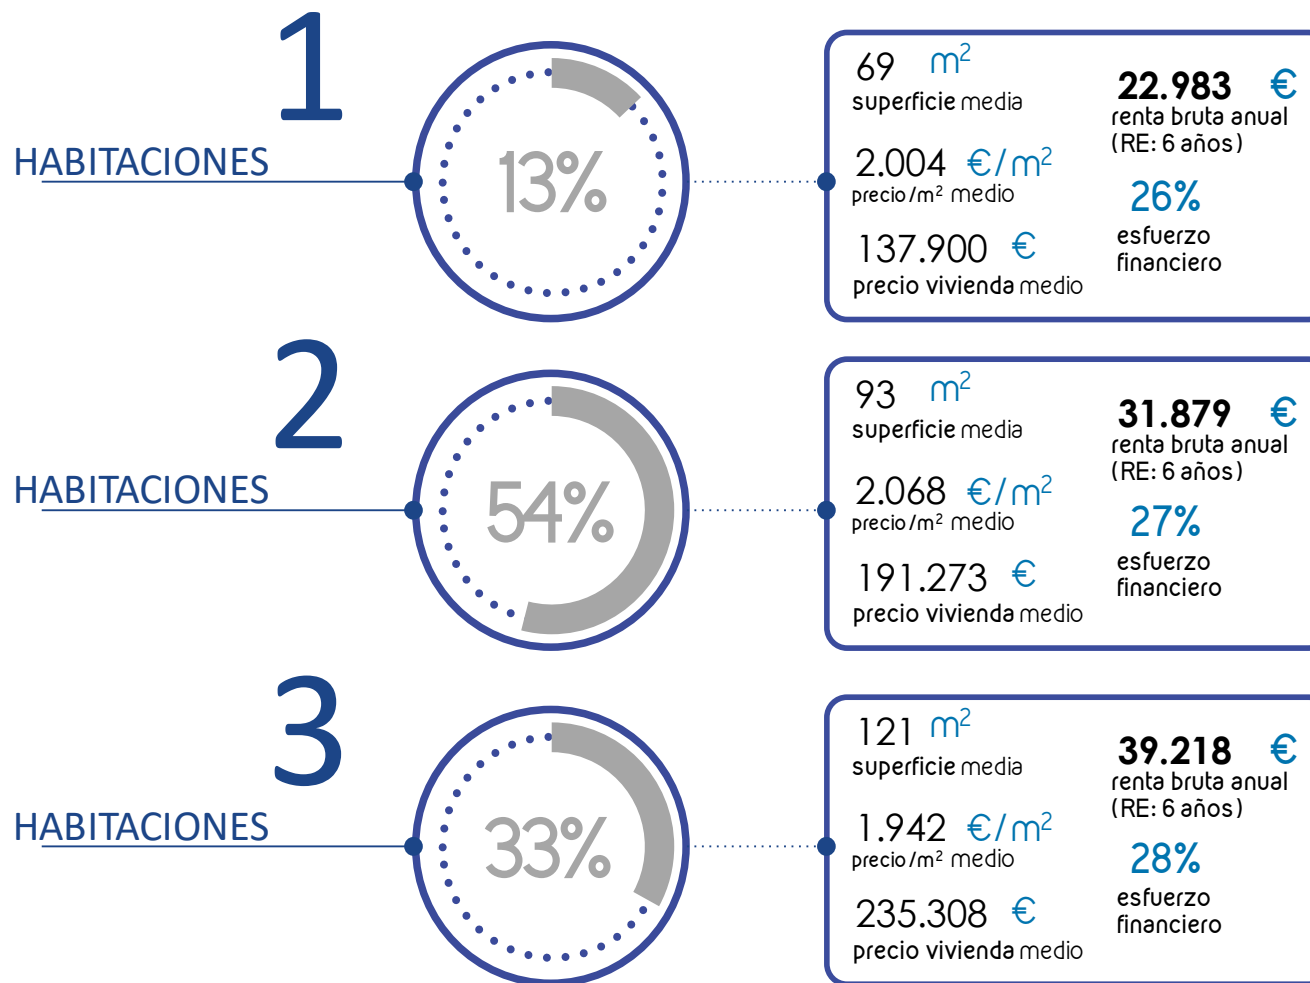 1
HABITACIONES
13%
69 m²
superficie media
2.004 €/m²
precio/m² medio
137.900 €
precio vivienda medio
22.983 €
renta bruta anual
(RE: 6 años)
26%
esfuerzo
financiero
2
HABITACIONES
54%
93 m²
superficie media
2.068 €/m²
precio/m² medio
191.273 €
precio vivienda medio
31.879 €
renta bruta anual
(RE: 6 años)
27%
esfuerzo
financiero
3
HABITACIONES
33%
121 m²
superficie media
1.942 €/m²
precio/m² medio
235.308 €
precio vivienda medio
39.218 €
renta bruta anual
(RE: 6 años)
28%
esfuerzo
financiero